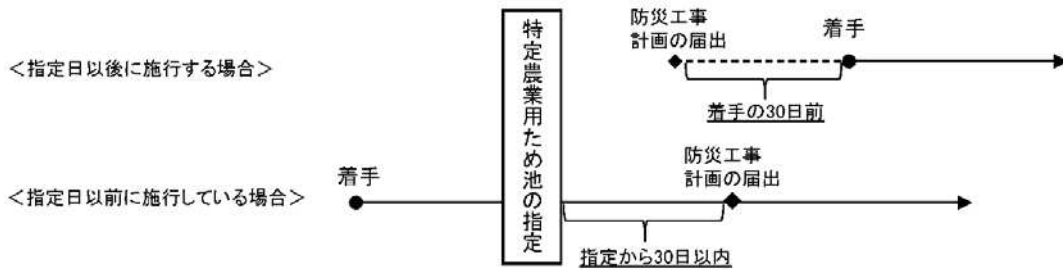 防災工事
計画の届出
着手
＜指定日以後に施行する場合＞
着手の30日前
特定農業用ため池の指定
防災工事
計画の届出
着手
＜指定日以前に施行している場合＞
指定から30日以内